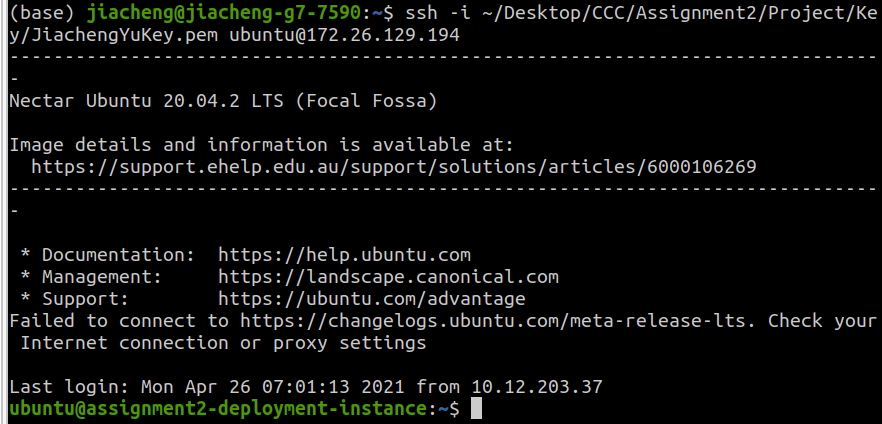 (base) jiacheng@jiacheng-g7-7590:~$ ssh -i ~/Desktop/CCC/Assignment2/Project/Ke
y/JiachengYuKey.pem ubuntu@172.26.129.194
-------------------------------------------------------------------------------
-
Nectar Ubuntu 20.04.2 LTS (Focal Fossa)

Image details and information is available at:
  https://support.ehelp.edu.au/support/solutions/articles/6000106269
-------------------------------------------------------------------------------
-

 * Documentation:  https://help.ubuntu.com
 * Management:     https://landscape.canonical.com
 * Support:        https://ubuntu.com/advantage
Failed to connect to https://changelogs.ubuntu.com/meta-release-lts. Check your
 Internet connection or proxy settings

Last login: Mon Apr 26 07:01:13 2021 from 10.12.203.37
ubuntu@assignment2-deployment-instance:~$